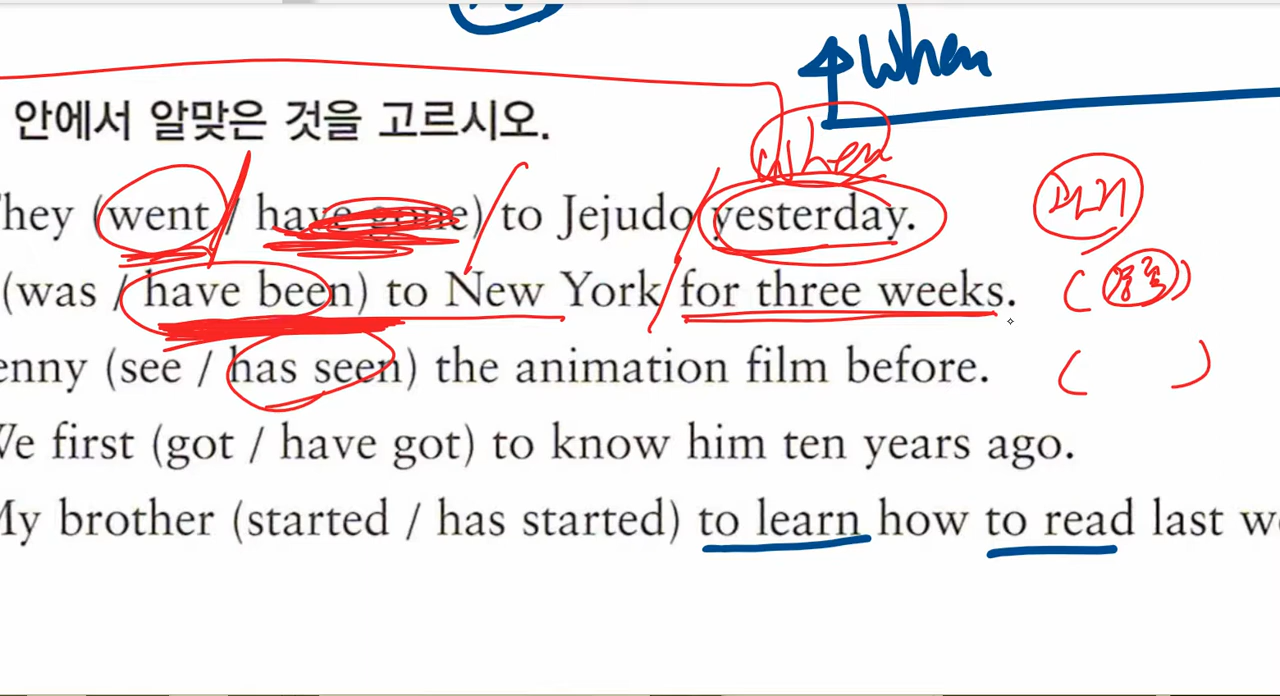 When
안에서 알맞은 것을 고르시오.
When
They (went / have gone) to Jejudo yesterday. 과거
(was / have been) to New York for three weeks. ( )
enny (see / has seen) the animation film before. ( )
We first (got / have got) to know him ten years ago.
My brother (started / has started) to learn how to read last w